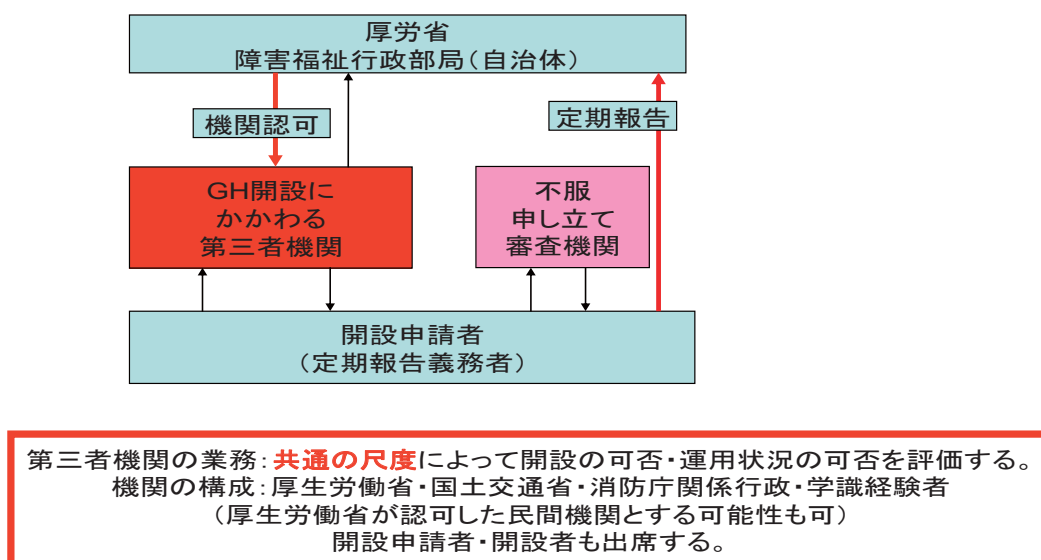 厚労省
障害福祉行政部局(自治体)
機関認可
定期報告
GH開設に
かかわる
第三者機関
不服
申し立て
審査機関
開設申請者
(定期報告義務者)
第三者機関の業務:共通の尺度によって開設の可否・運用状況の可否を評価する。
機関の構成:厚生労働省・国土交通省・消防庁関係行政・学識経験者
(厚生労働省が認可した民間機関とする可能性も可)
開設申請者・開設者も出席する。